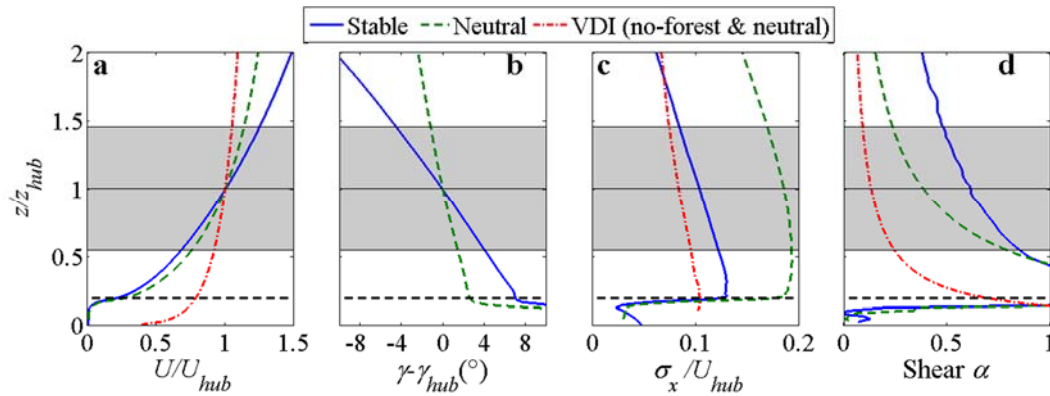 Stable Neutral VDI (no-forest & neutral)
a b c d
2
1.5
1
0.5
0
z/z_hub
0 0.5 1 1.5
-8 -4 0 4 8
0 0.1 0.2
0 0.5 1
U/U_hub
γ-γ_hub(°)
σ_x/U_hub
Shear α